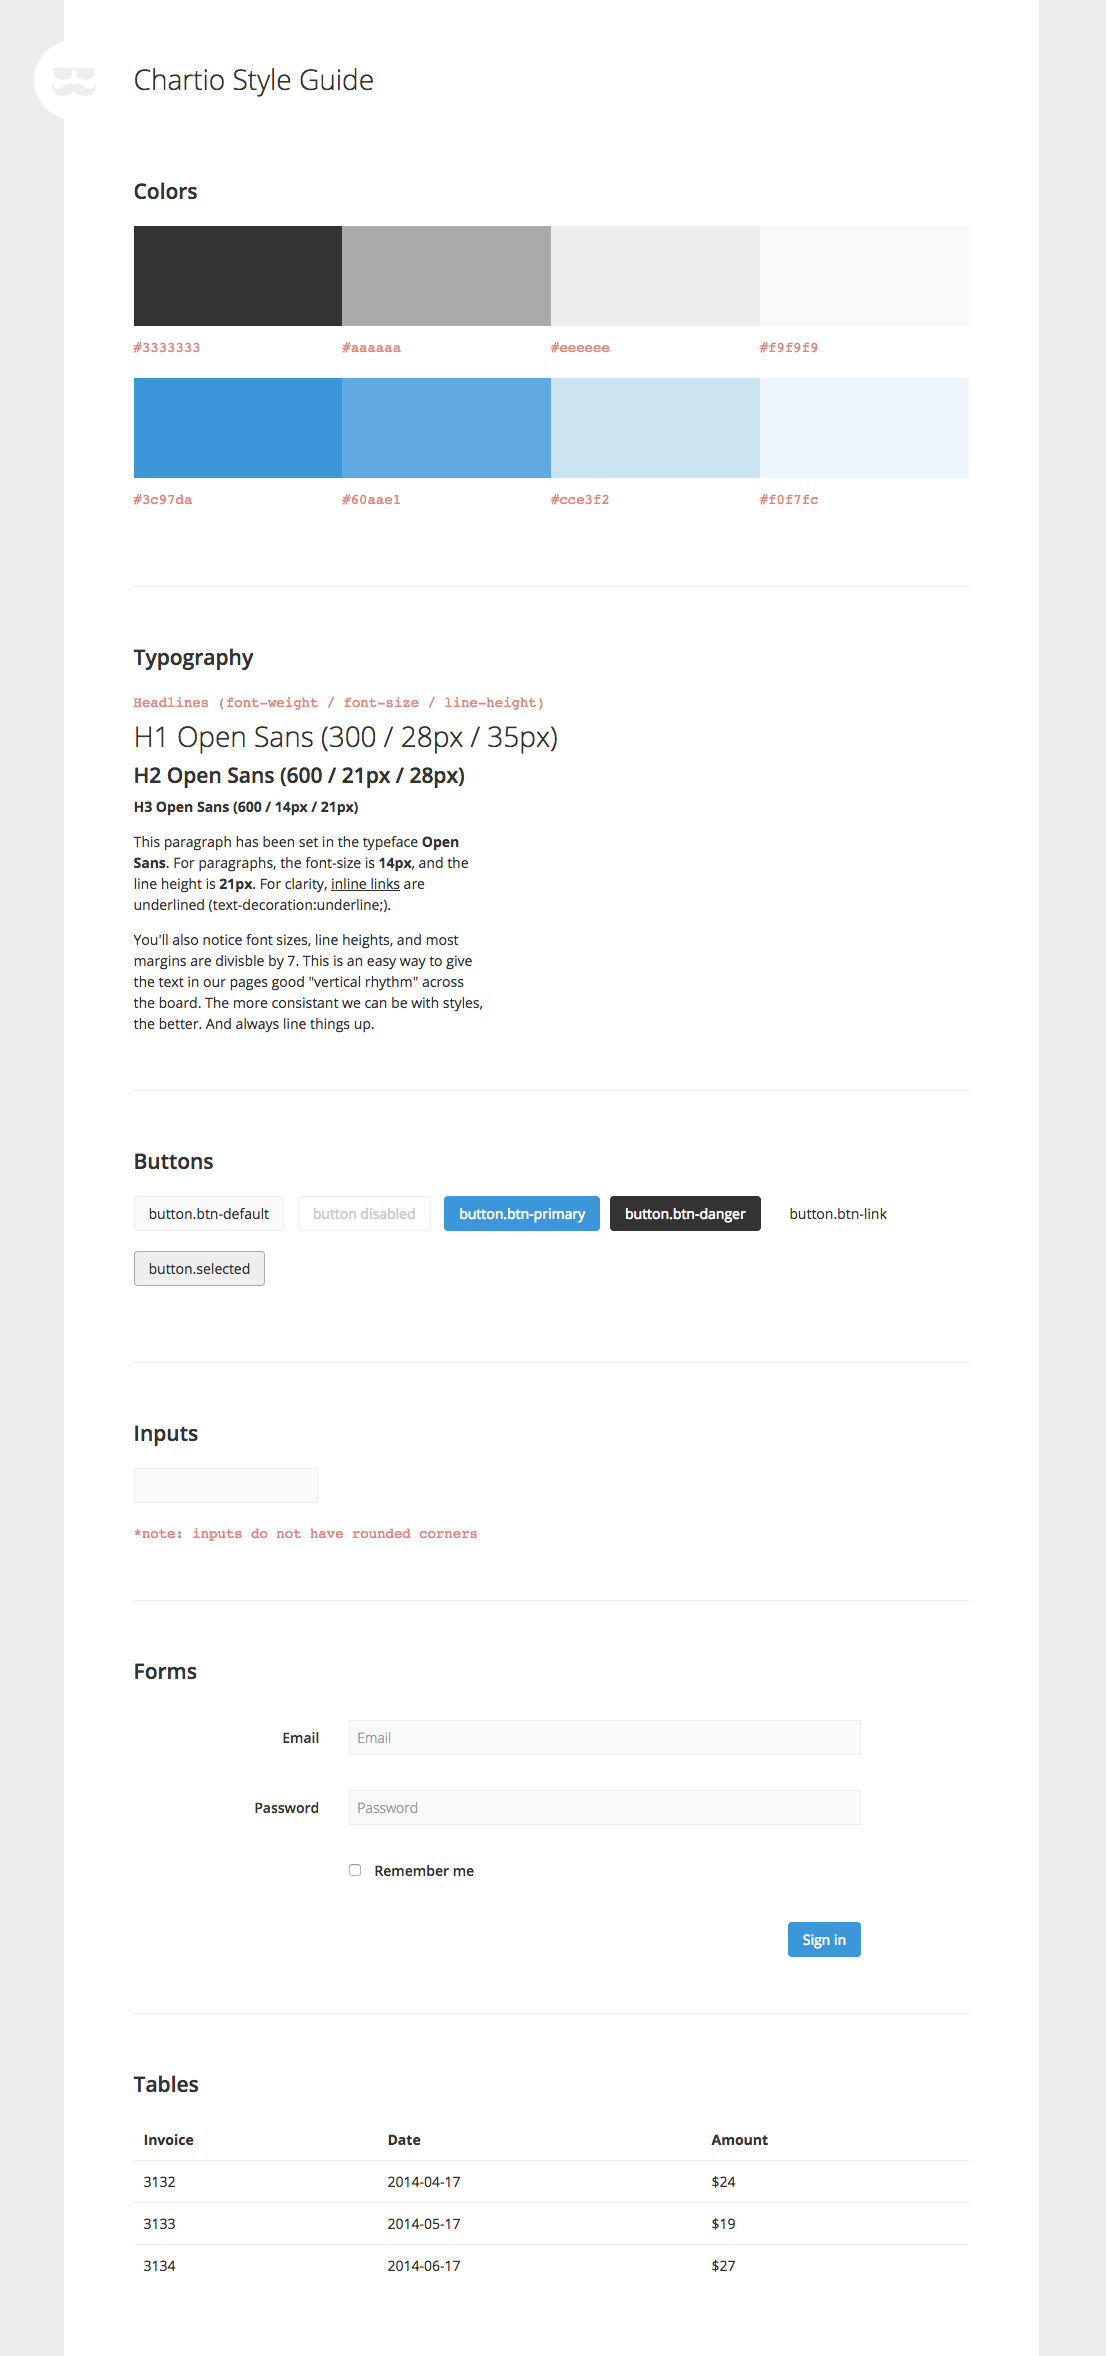 Chartio Style Guide
Colors
#3333333 #aaaaaa #eeeeee #f9f9f9
#3c97da #60aae1 #cce3f2 #f0f7fc
Typography
Headlines (font-weight / font-size / line-height)
H1 Open Sans (300 / 28px / 35px)
H2 Open Sans (600 / 21px / 28px)
H3 Open Sans (600 / 14px / 21px)
This paragraph has been set in the typeface Open
Sans. For paragraphs, the font-size is 14px, and the
line height is 21px. For clarity, inline links are
underlined (text-decoration:underline;).
You'll also notice font sizes, line heights, and most
margins are divisble by 7. This is an easy way to give
the text in our pages good "vertical rhythm" across
the board. The more consistant we can be with styles,
the better. And always line things up.
Buttons
button.btn-default button disabled button.btn-primary button.btn-danger button.btn-link
button.selected
Inputs
*note: inputs do not have rounded corners
Forms
Email Email
Password Password
Remember me
Sign in
Tables
Invoice Date Amount
3132 2014-04-17 $24
3133 2014-05-17 $19
3134 2014-06-17 $27